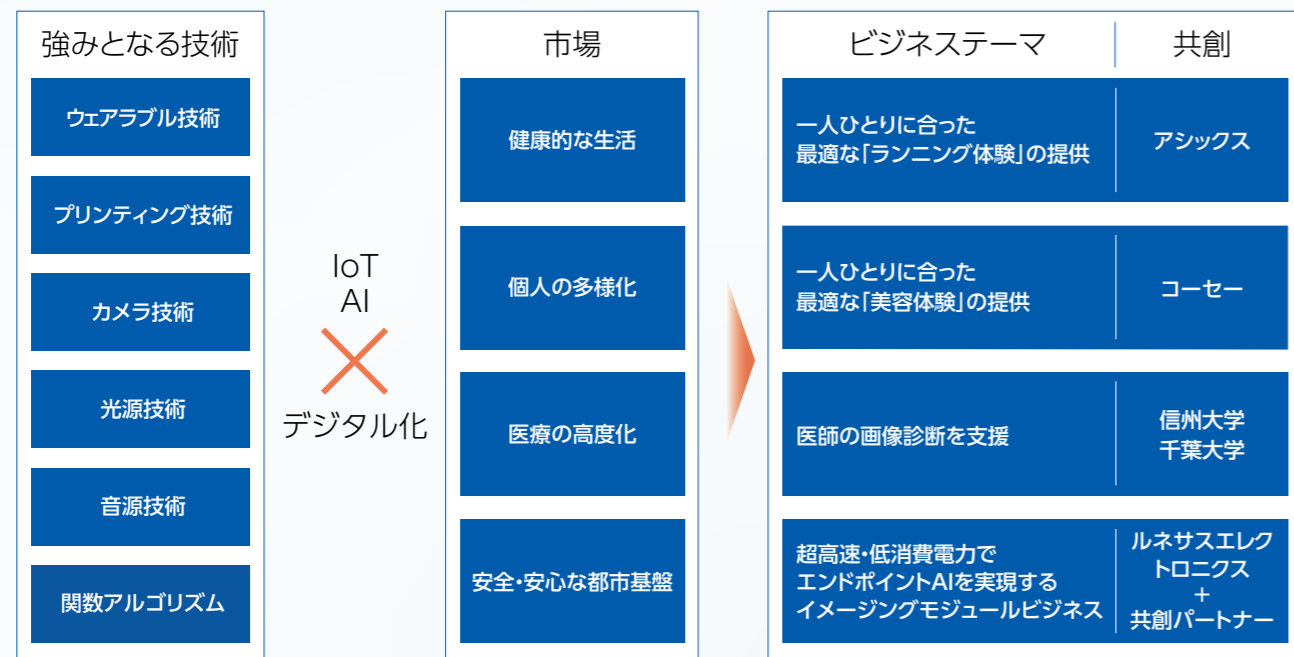 強みとなる技術
ウェアラブル技術
プリンティング技術
カメラ技術
光源技術
音源技術
関数アルゴリズム
IoT
AI
デジタル化
市場
健康的な生活
個人の多様化
医療の高度化
安全・安心な都市基盤
ビジネステーマ
共創
一人ひとりに合った
最適な「ランニング体験」の提供
アシックス
一人ひとりに合った
最適な「美容体験」の提供
コーセー
医師の画像診断を支援
信州大学
千葉大学
超高速・低消費電力で
エンドポイントAIを実現する
イメージングモジュールビジネス
ルネサスエレク
トロニクス
+
共創パートナー